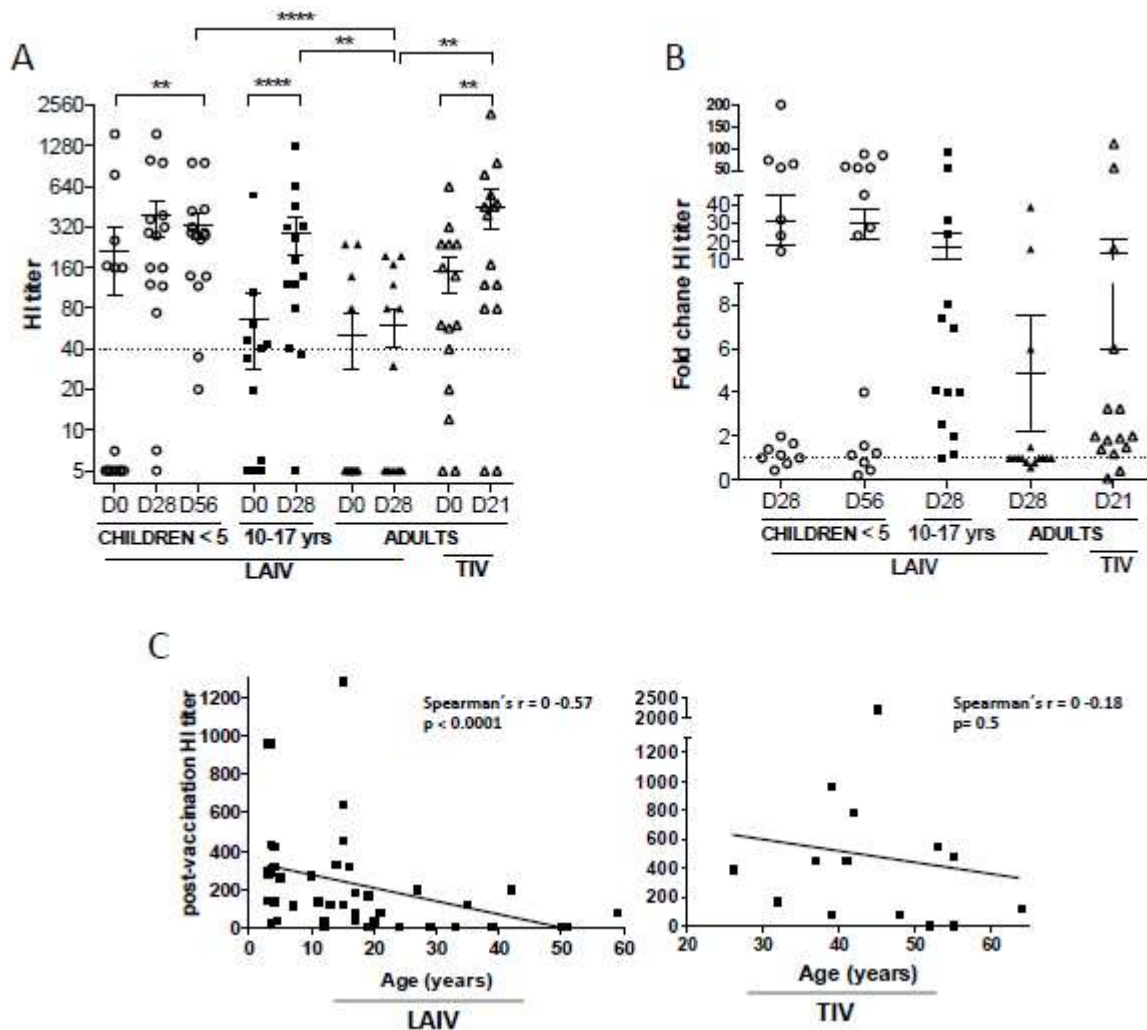 A
HI titer
2560
1280
640
320
160
80
40
20
10
5
**
****
****
**
**
**
D0 D28 D56 D0 D28 D0 D28 D0 D21
CHILDREN < 5 10-17 yrs ADULTS
LAIV TIV
B
Fold chane HI titer
200
150
100
50
40
30
20
10
8
6
4
2
0
D28 D56 D28 D28 D21
CHILDREN < 5 10-17 yrs ADULTS
LAIV TIV
C
post-vaccination HI titer
1200
1000
800
600
400
200
0
Spearman´s r = 0 -0.57
p < 0.0001
0 10 20 30 40 50 60
Age (years)
LAIV
2500
2000
1200
1000
800
600
400
200
0
Spearman´s r = 0 -0.18
p= 0.5
20 30 40 50 60
Age (years)
TIV